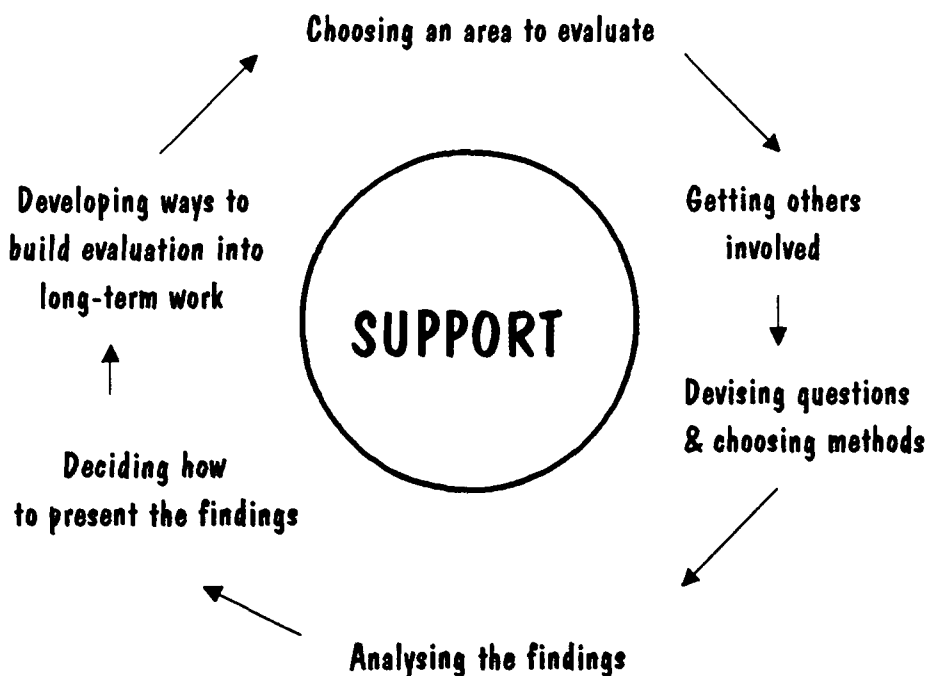 Choosing an area to evaluate
Getting others
involved
Devising questions
& choosing methods
Analysing the findings
Deciding how
to present the findings
Developing ways to
build evaluation into
long-term work
SUPPORT